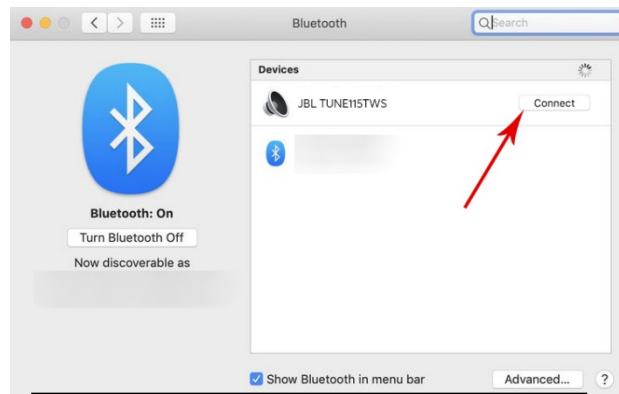 Bluetooth
Search
Devices
JBL TUNE115TWS
Connect
Bluetooth: On
Turn Bluetooth Off
Now discoverable as
Show Bluetooth in menu bar
Advanced...
?